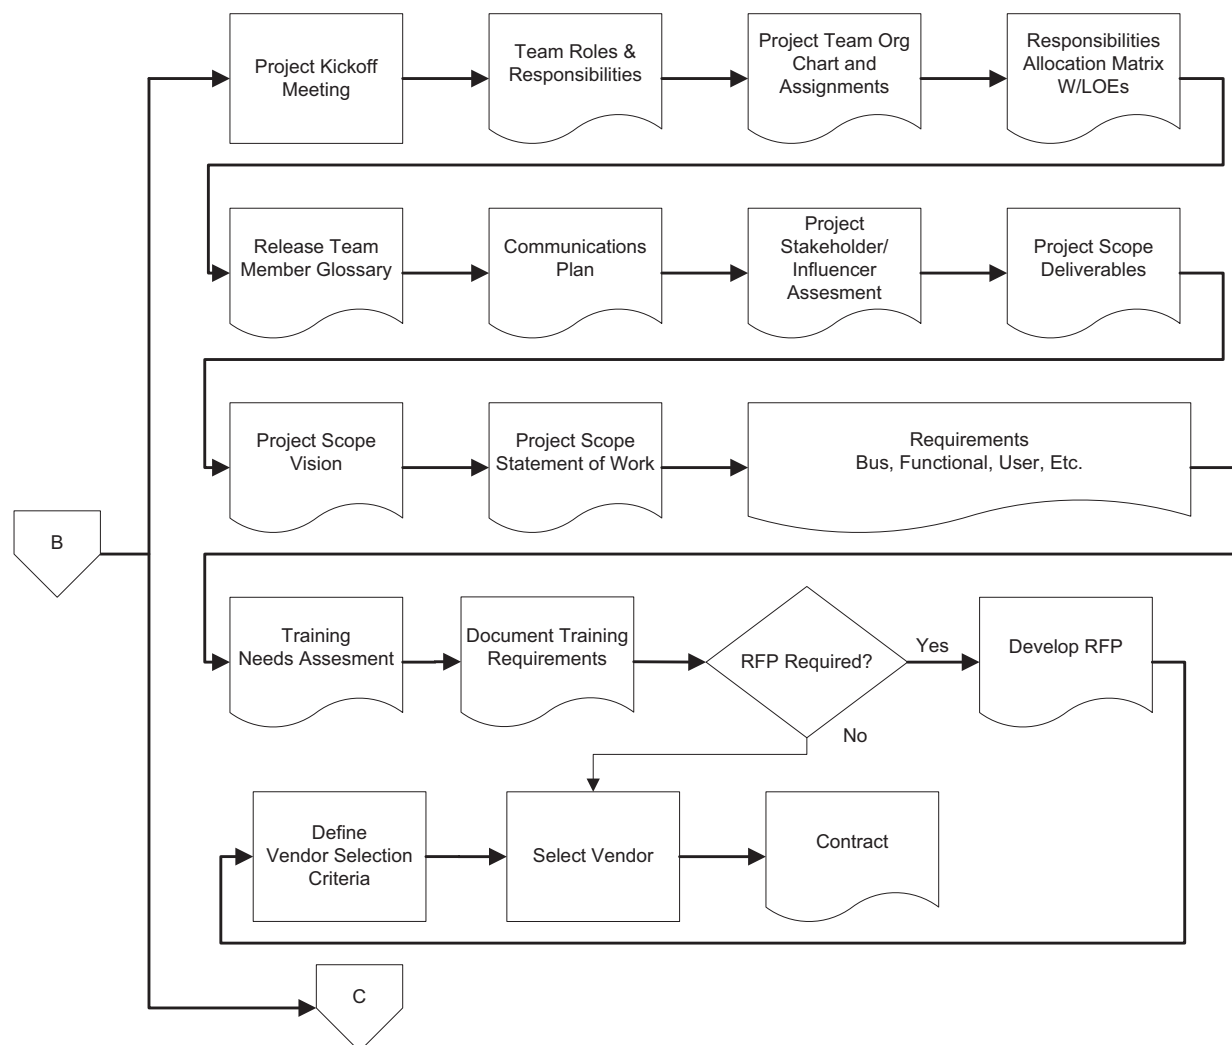 Project Kickoff
Meeting
Team Roles &
Responsibilities
Project Team Org
Chart and
Assignments
Responsibilities
Allocation Matrix
W/LOEs
Release Team
Member Glossary
Communications
Plan
Project
Stakeholder/
Influencer
Assesment
Project Scope
Deliverables
Project Scope
Vision
Project Scope
Statement of Work
Requirements
Bus, Functional, User, Etc.
B
Training
Needs Assesment
Document Training
Requirements
RFP Required?
Yes
Develop RFP
No
Define
Vendor Selection
Criteria
Select Vendor
Contract
C